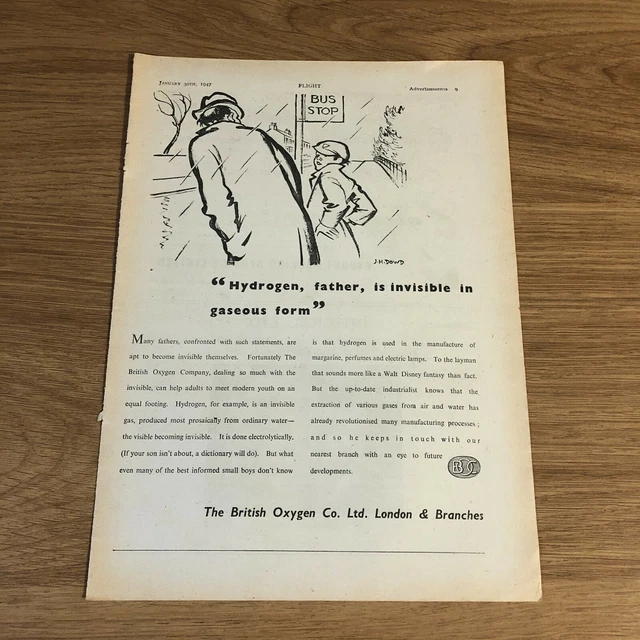 JANUARY 30TH, 1947 FLIGHT Advertisements 9
BUS
STOP
J.H. DOWD
“Hydrogen, father, is invisible in
gaseous form”
Many fathers, confronted with such statements, are
apt to become invisible themselves. Fortunately The
British Oxygen Company, dealing so much with the
invisible, can help adults to meet modern youth on an
equal footing. Hydrogen, for example, is an invisible
gas, produced most prosaically from ordinary water—
the visible becoming invisible. It is done electrolytically.
(If your son isn't about, a dictionary will do). But what
even many of the best informed small boys don't know
is that hydrogen is used in the manufacture of
margarine, perfumes and electric lamps. To the layman
that sounds more like a Walt Disney fantasy than fact.
But the up-to-date industrialist knows that the
extraction of various gases from air and water has
already revolutionised many manufacturing processes;
and so he keeps in touch with our
nearest branch with an eye to future
developments.
BOC
The British Oxygen Co. Ltd. London & Branches